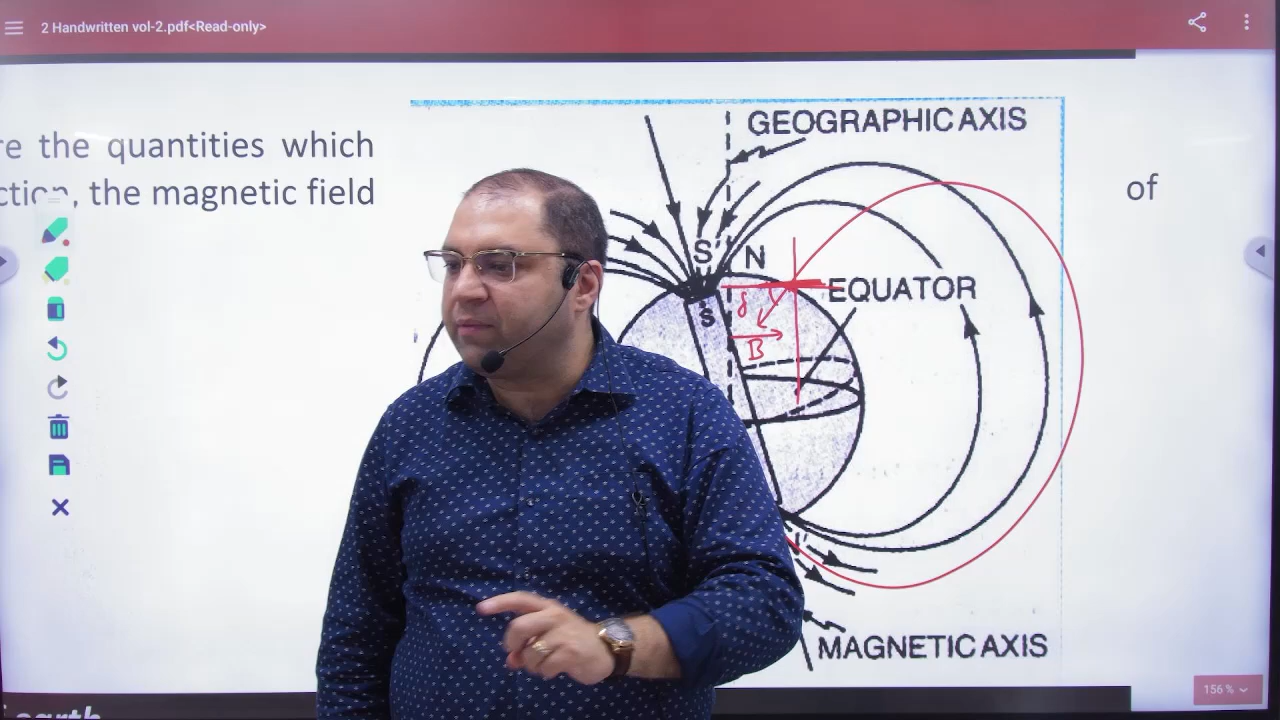 2 Handwritten vol-2.pdf<Read-only>
re the quantities which
ction, the magnetic field
of
GEOGRAPHIC AXIS
S
N
EQUATOR
S
δ
B
MAGNETIC AXIS
156 %
earth